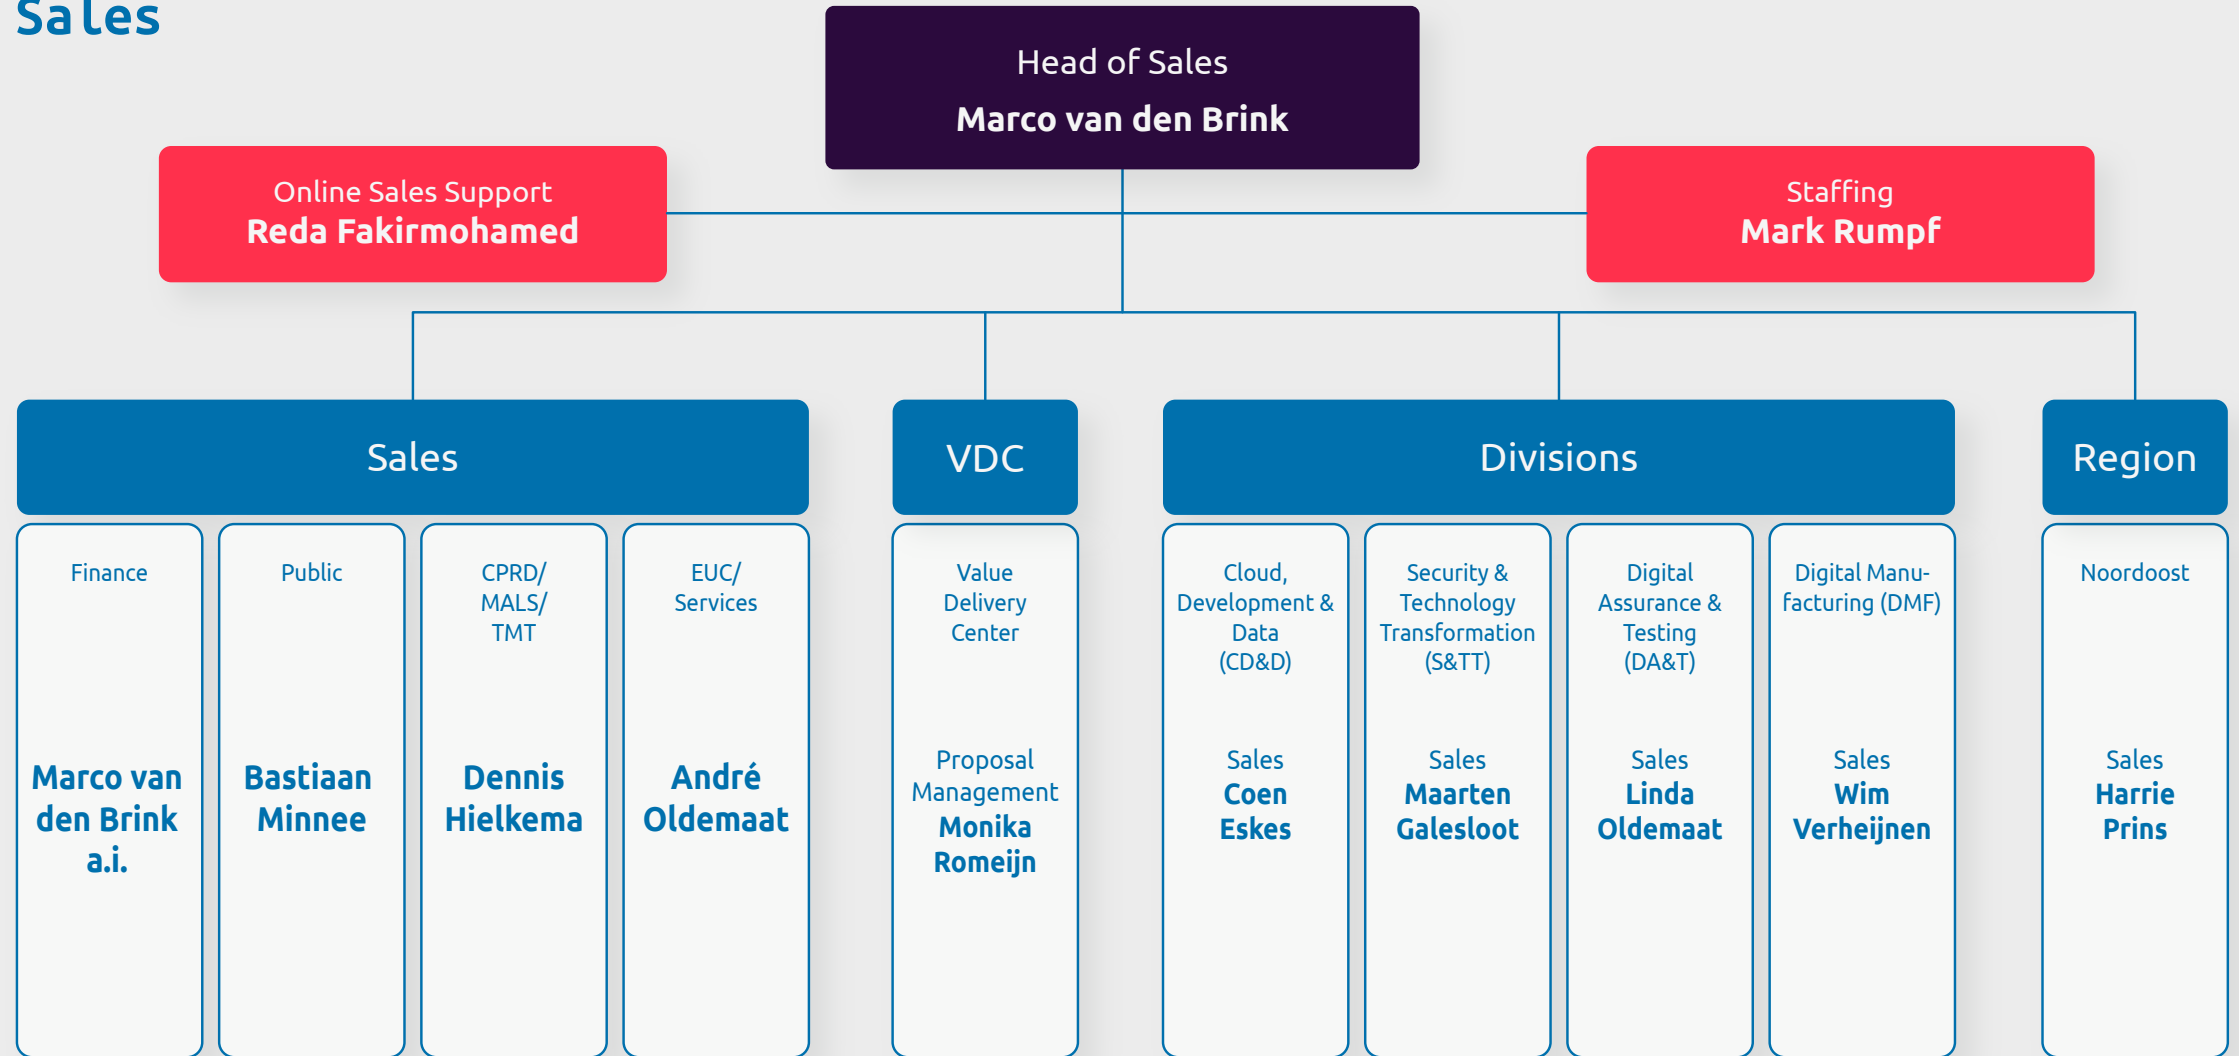 Sales
Head of Sales
Marco van den Brink
Online Sales Support
Reda Fakirmohamed
Staffing
Mark Rumpf
Sales
VDC
Divisions
Region
Finance
Marco van
den Brink
a.i.
Public
Bastiaan
Minnee
CPRD/
MALS/
TMT
Dennis
Hielkema
EUC/
Services
André
Oldemaat
Value
Delivery
Center
Proposal
Management
Monika
Romeijn
Cloud,
Development &
Data
(CD&D)
Sales
Coen
Eskes
Security &
Technology
Transformation
(S&TT)
Sales
Maarten
Galesloot
Digital
Assurance &
Testing
(DA&T)
Sales
Linda
Oldemaat
Digital Manu-
facturing (DMF)
Sales
Wim
Verheijnen
Noordoost
Sales
Harrie
Prins